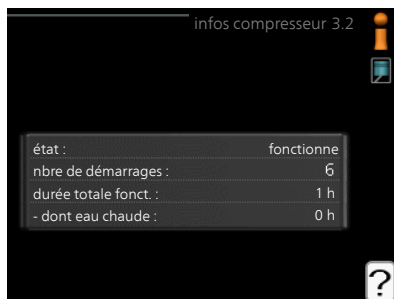 infos compresseur 3.2
état : fonctionne
nbre de démarrages : 6
durée totale fonct. : 1 h
- dont eau chaude : 0 h
?